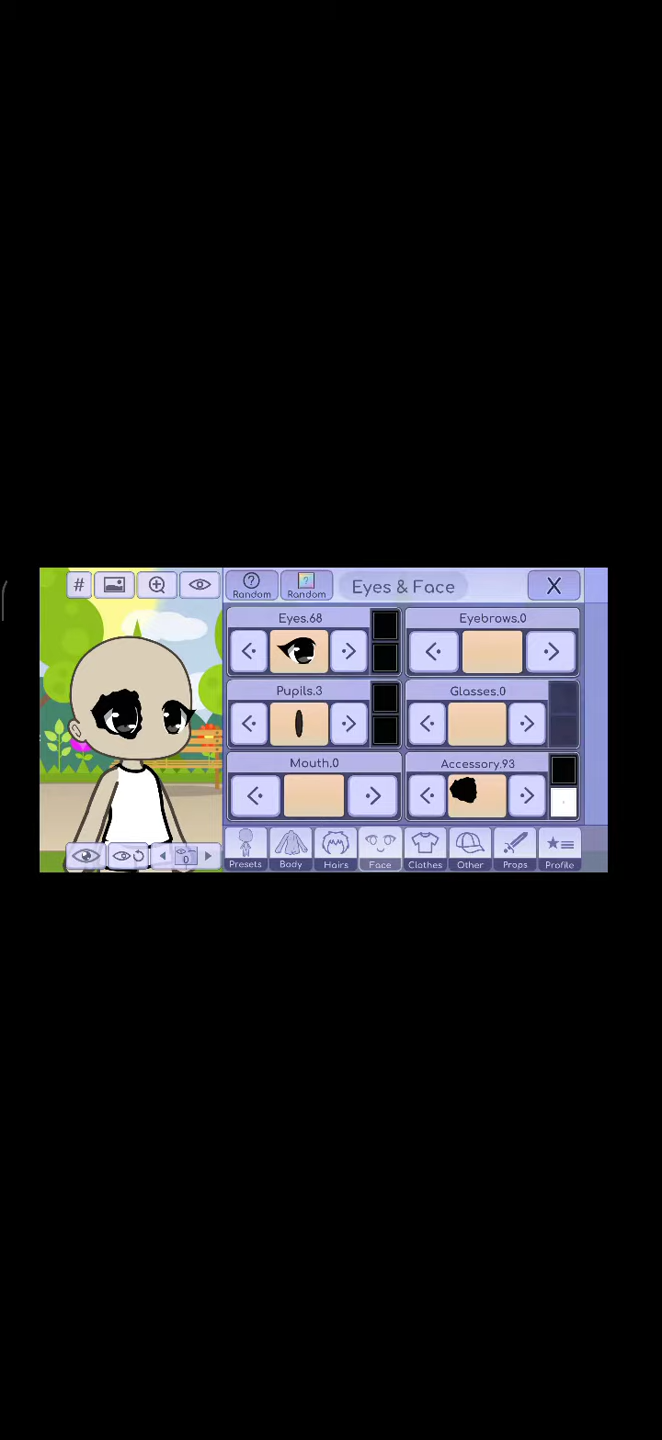 #
Random
Random
Eyes & Face
X
Eyes.68
Eyebrows.0
Pupils.3
Glasses.0
Mouth.0
Accessory.93
0
Presets
Body
Hairs
Face
Clothes
Other
Props
Profile